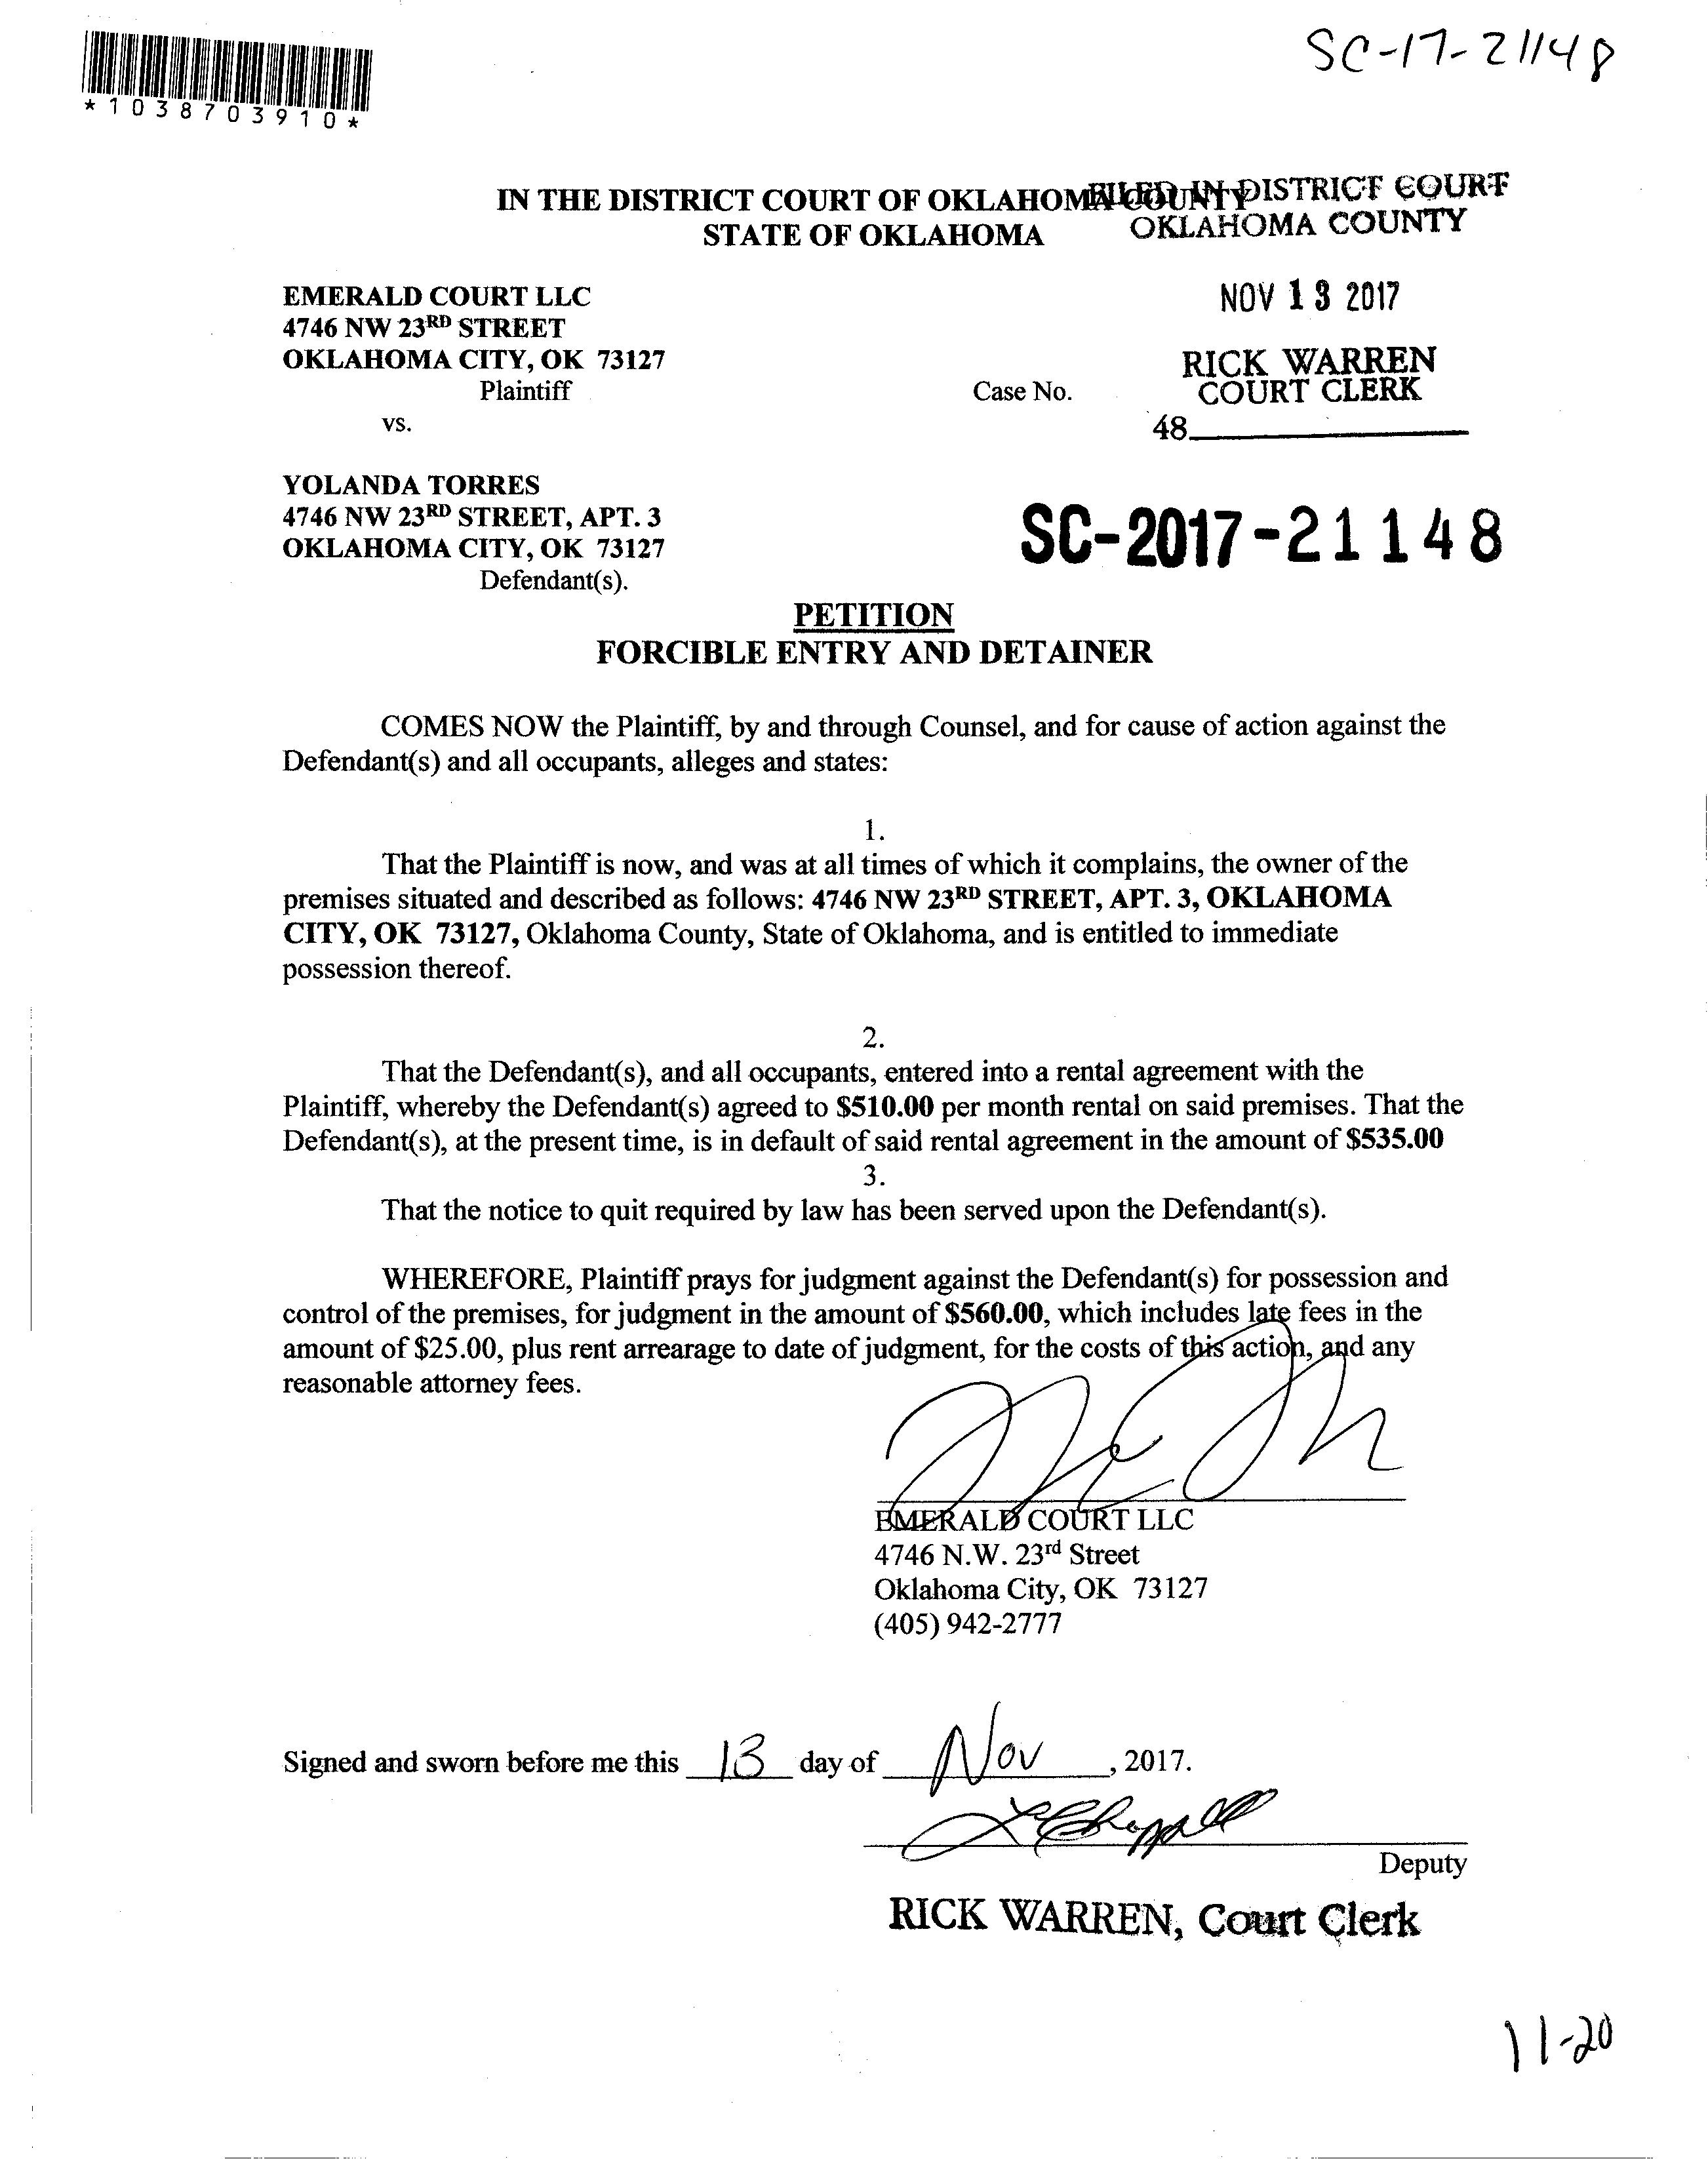 SC-17-21148
*1038703910*
IN THE DISTRICT COURT OF OKLAHOMA COUNTY
STATE OF OKLAHOMA
FILED IN DISTRICT COURT
OKLAHOMA COUNTY
NOV 13 2017
RICK WARREN
COURT CLERK
48
EMERALD COURT LLC
4746 NW 23RD STREET
OKLAHOMA CITY, OK 73127
Plaintiff
Case No.
vs.
YOLANDA TORRES
4746 NW 23RD STREET, APT. 3
OKLAHOMA CITY, OK 73127
Defendant(s).
SC-2017-21148
PETITION
FORCIBLE ENTRY AND DETAINER
COMES NOW the Plaintiff, by and through Counsel, and for cause of action against the
Defendant(s) and all occupants, alleges and states:
1.
That the Plaintiff is now, and was at all times of which it complains, the owner of the
premises situated and described as follows: 4746 NW 23RD STREET, APT. 3, OKLAHOMA
CITY, OK 73127, Oklahoma County, State of Oklahoma, and is entitled to immediate
possession thereof.
2.
That the Defendant(s), and all occupants, entered into a rental agreement with the
Plaintiff, whereby the Defendant(s) agreed to $510.00 per month rental on said premises. That the
Defendant(s), at the present time, is in default of said rental agreement in the amount of $535.00
3.
That the notice to quit required by law has been served upon the Defendant(s).
WHEREFORE, Plaintiff prays for judgment against the Defendant(s) for possession and
control of the premises, for judgment in the amount of $560.00, which includes late fees in the
amount of $25.00, plus rent arrearage to date of judgment, for the costs of this action, and any
reasonable attorney fees.
EMERALD COURT LLC
4746 N.W. 23rd Street
Oklahoma City, OK 73127
(405) 942-2777
Signed and sworn before me this 13 day of Nov, 2017.
Deputy
RICK WARREN, Court Clerk
11-20